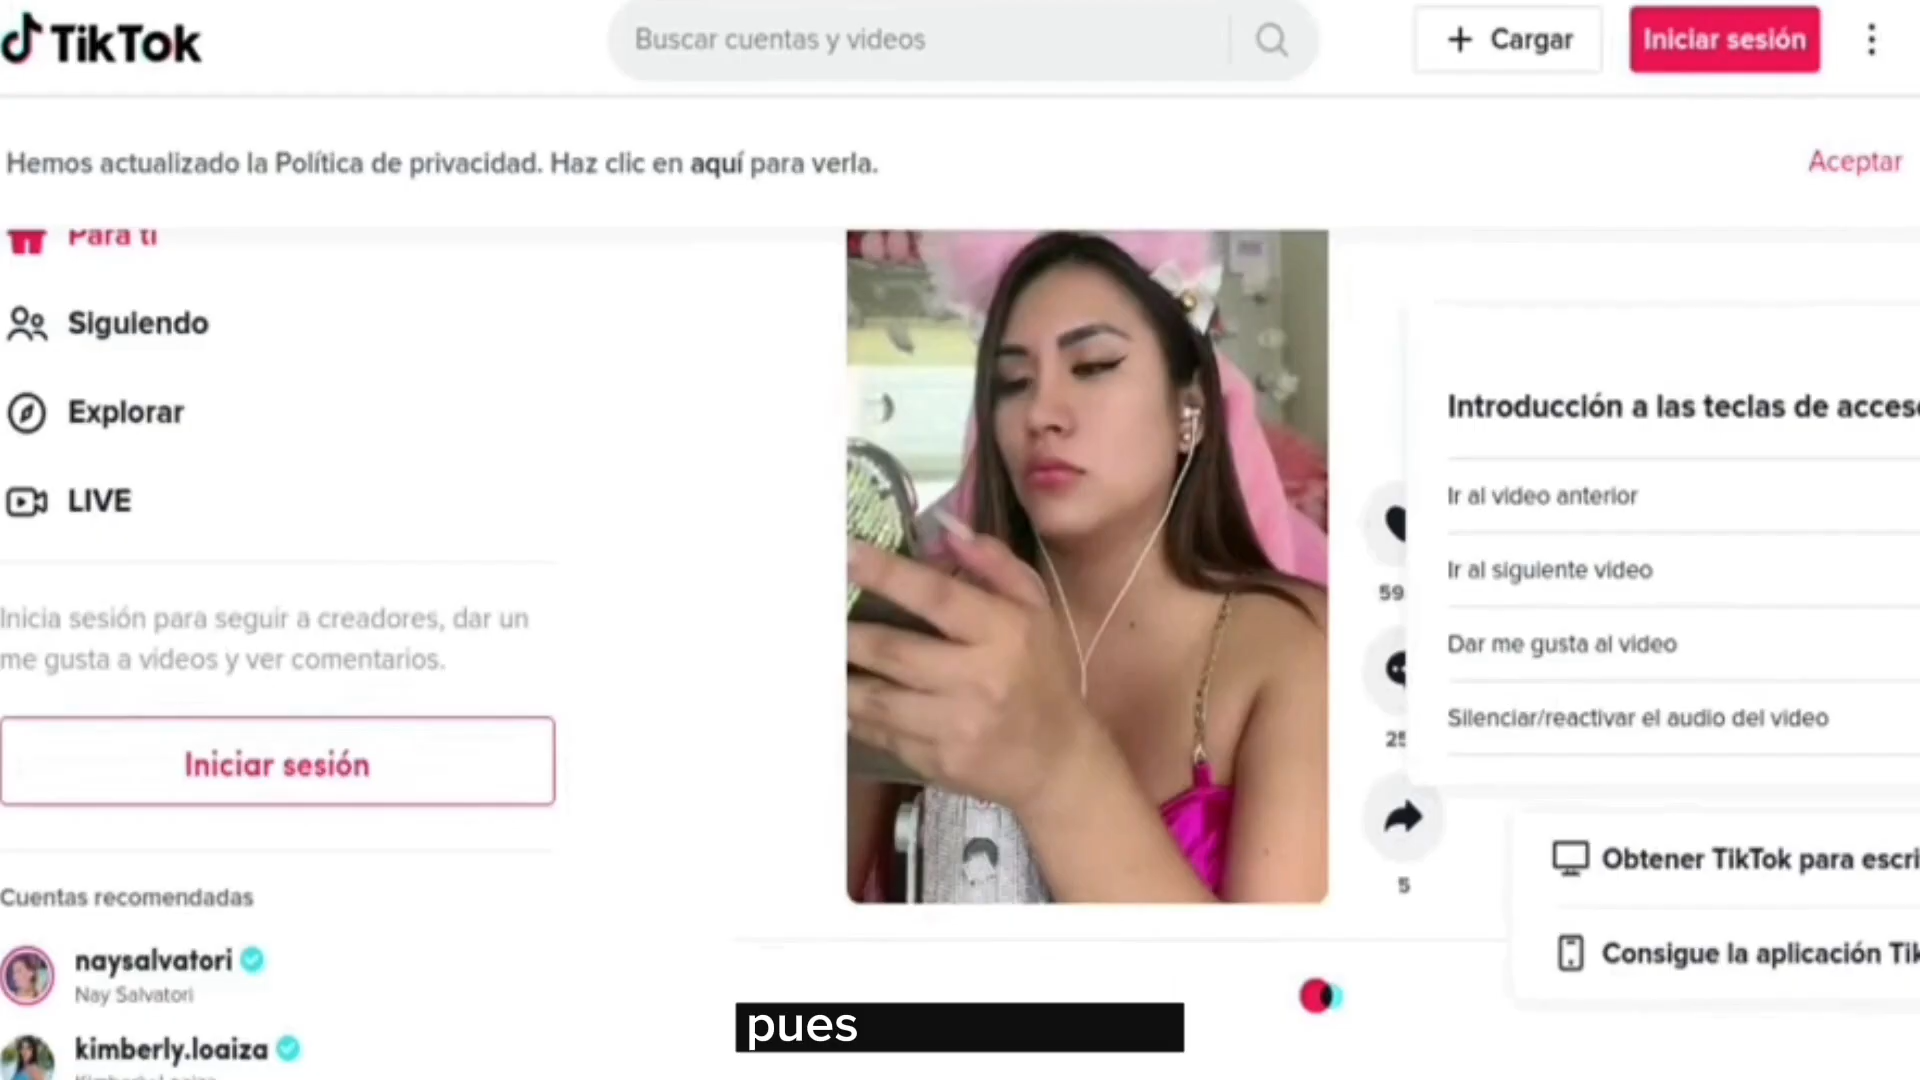 TikTok
Buscar cuentas y videos
Cargar
Iniciar sesión
Hemos actualizado la Política de privacidad. Haz clic en aquí para verla.
Aceptar
Para ti
Siguiendo
Explorar
LIVE
Inicia sesión para seguir a creadores, dar un
me gusta a videos y ver comentarios.
Iniciar sesión
Cuentas recomendadas
naysalvatori
Nay Salvatori
kimberly.loaiza
59
25
5
Introducción a las teclas de acceso
Ir al video anterior
Ir al siguiente video
Dar me gusta al video
Silenciar/reactivar el audio del video
Obtener TikTok para escri
Consigue la aplicación Tik
pues